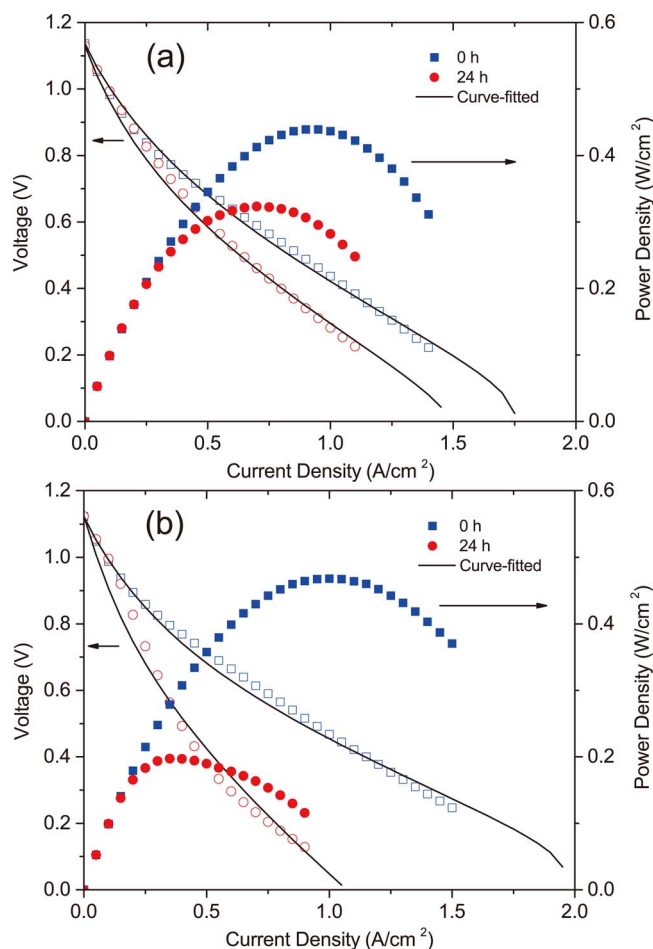 (a)
0 h
24 h
Curve-fitted
Voltage (V)
1.2
1.0
0.8
0.6
0.4
0.2
0.0
Power Density (W/cm²)
0.6
0.4
0.2
0.0
0.0 0.5 1.0 1.5 2.0
Current Density (A/cm²)
(b)
0 h
24 h
Curve-fitted
Voltage (V)
1.2
1.0
0.8
0.6
0.4
0.2
0.0
Power Density (W/cm²)
0.6
0.4
0.2
0.0
0.0 0.5 1.0 1.5 2.0
Current Density (A/cm²)